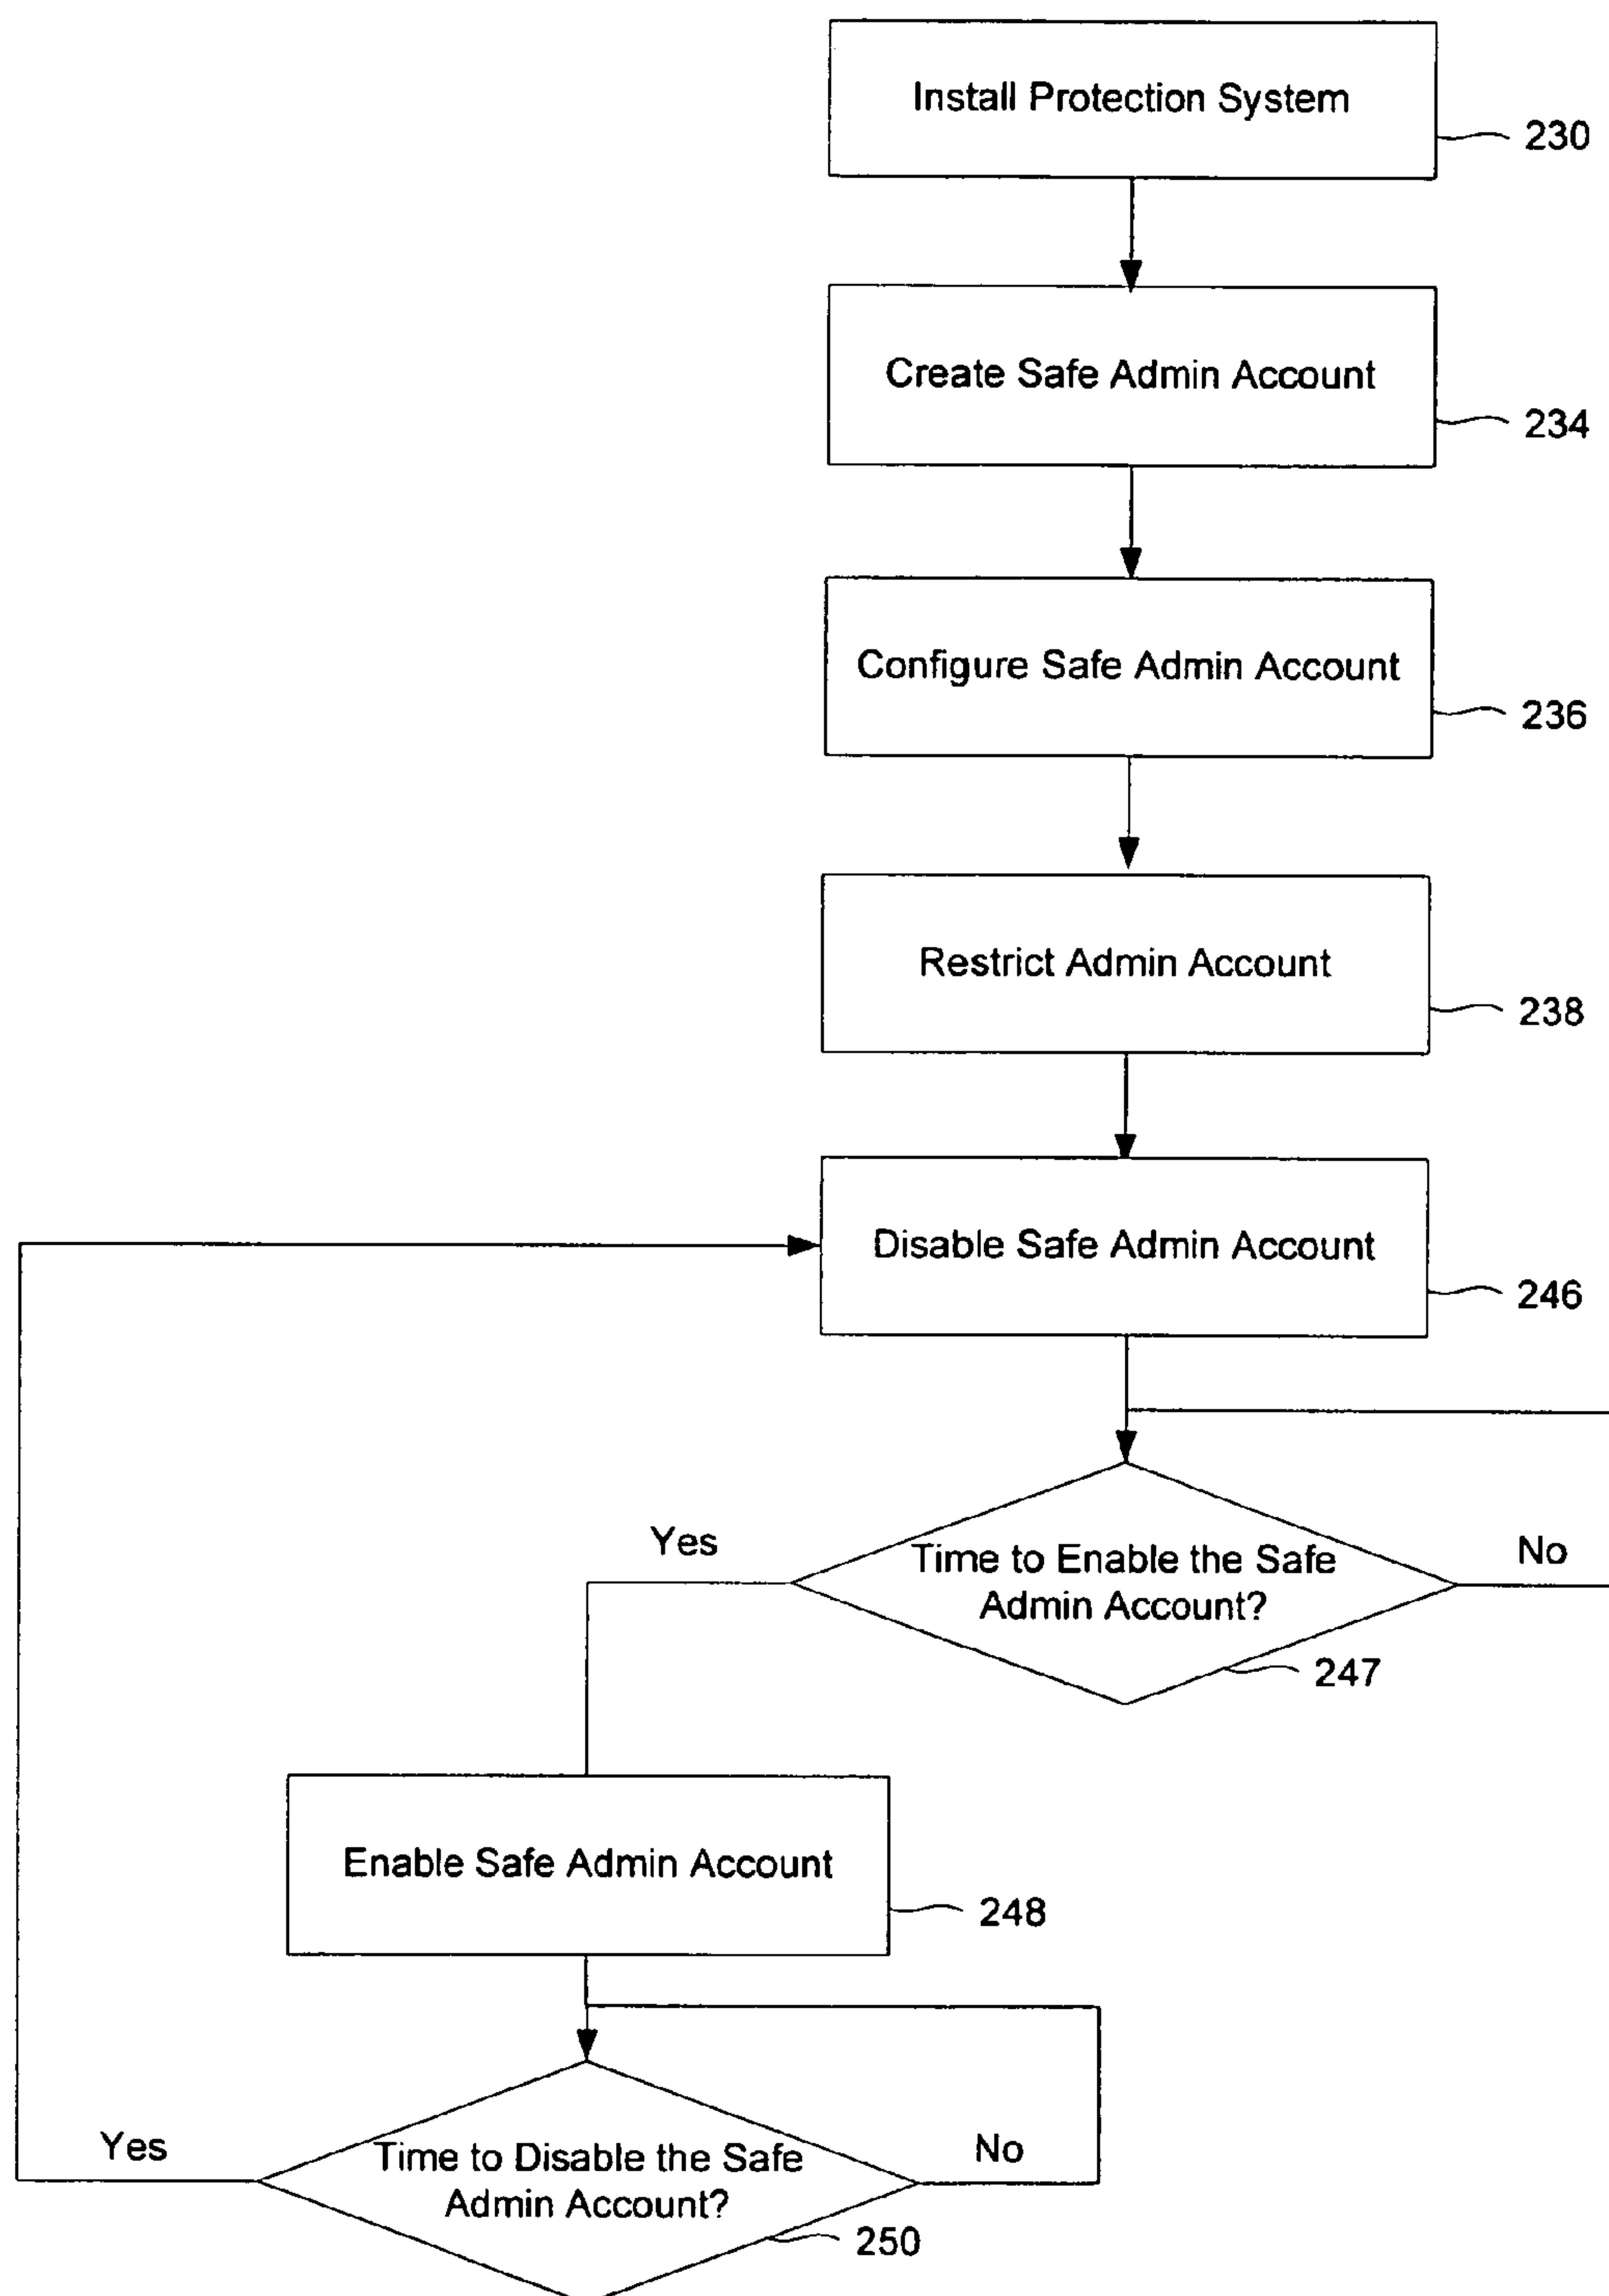 Install Protection System
230
Create Safe Admin Account
234
Configure Safe Admin Account
236
Restrict Admin Account
238
Disable Safe Admin Account
246
Yes
Time to Enable the Safe
Admin Account?
No
247
Enable Safe Admin Account
248
Yes
Time to Disable the Safe
Admin Account?
No
250